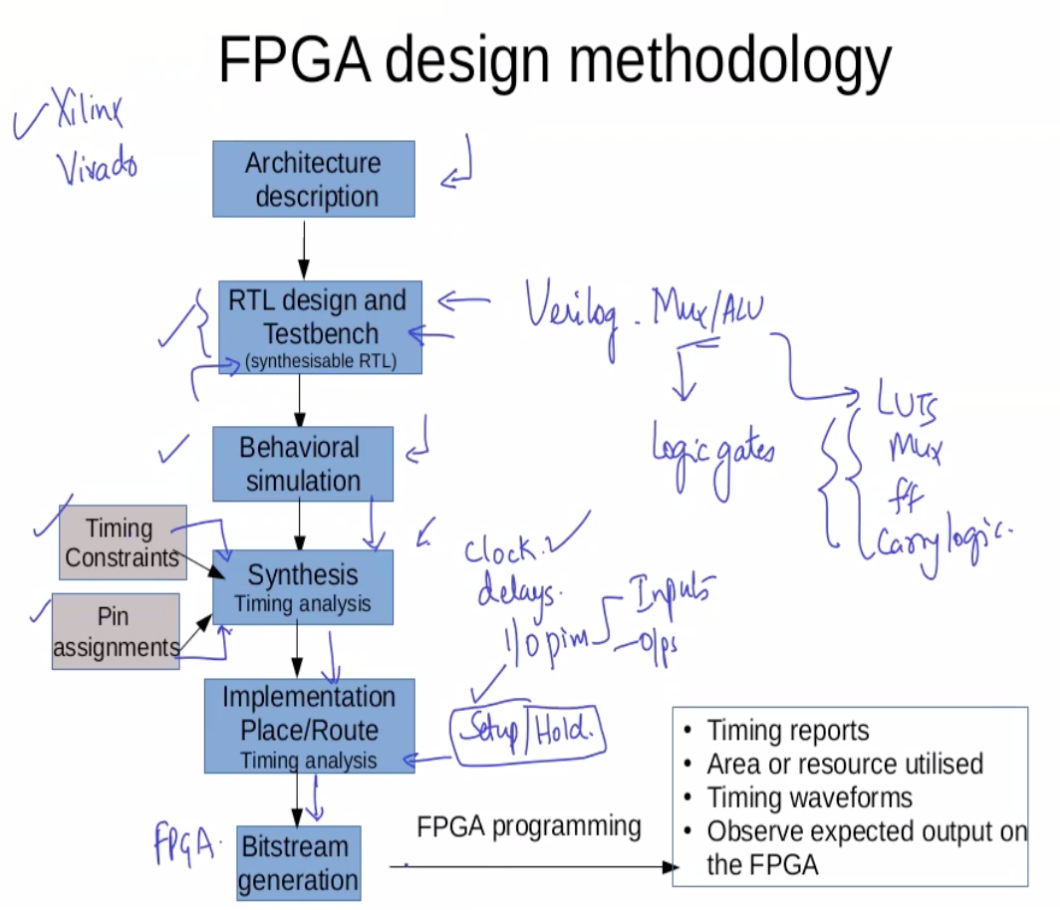 FPGA design methodology
✓ Xilinx
Vivado
Architecture
description
RTL design and
Testbench
(synthesisable RTL)
Verilog. Mux/ALU
Logic gates
LUTS
Mux
ff
Carry logic.
Behavioral
simulation
Timing
Constraints
Pin
assignments
Synthesis
Timing analysis
Clock. ✓
delays.
I/O pins
Inputs
O/ps
Implementation
Place/Route
Timing analysis
Setup/Hold.
FPGA.
Bitstream
generation
FPGA programming
• Timing reports
• Area or resource utilised
• Timing waveforms
• Observe expected output on
the FPGA